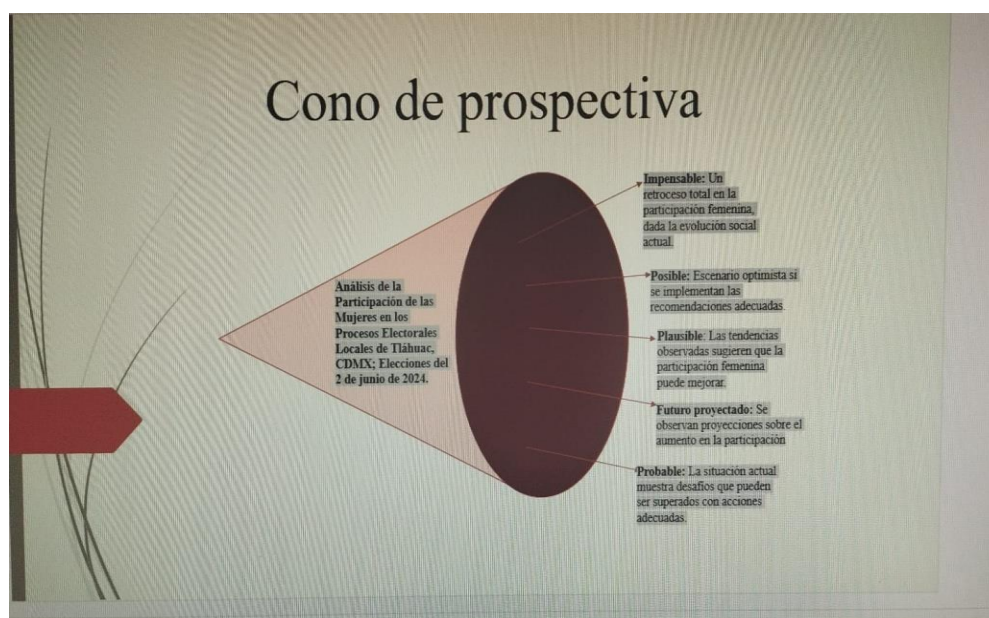 Cono de prospectiva
Análisis de la
Participación de las
Mujeres en los
Procesos Electorales
Locales de Tláhuac,
CDMX; Elecciones del
2 de junio de 2024.
Impensable: Un
retroceso total en la
participación femenina,
dada la evolución social
actual.
Posible: Escenario optimista si
se implementan las
recomendaciones adecuadas.
Plausible: Las tendencias
observadas sugieren que la
participación femenina
puede mejorar.
Futuro proyectado: Se
observan proyecciones sobre el
aumento en la participación
Probable: La situación actual
muestra desafíos que pueden
ser superados con acciones
adecuadas.